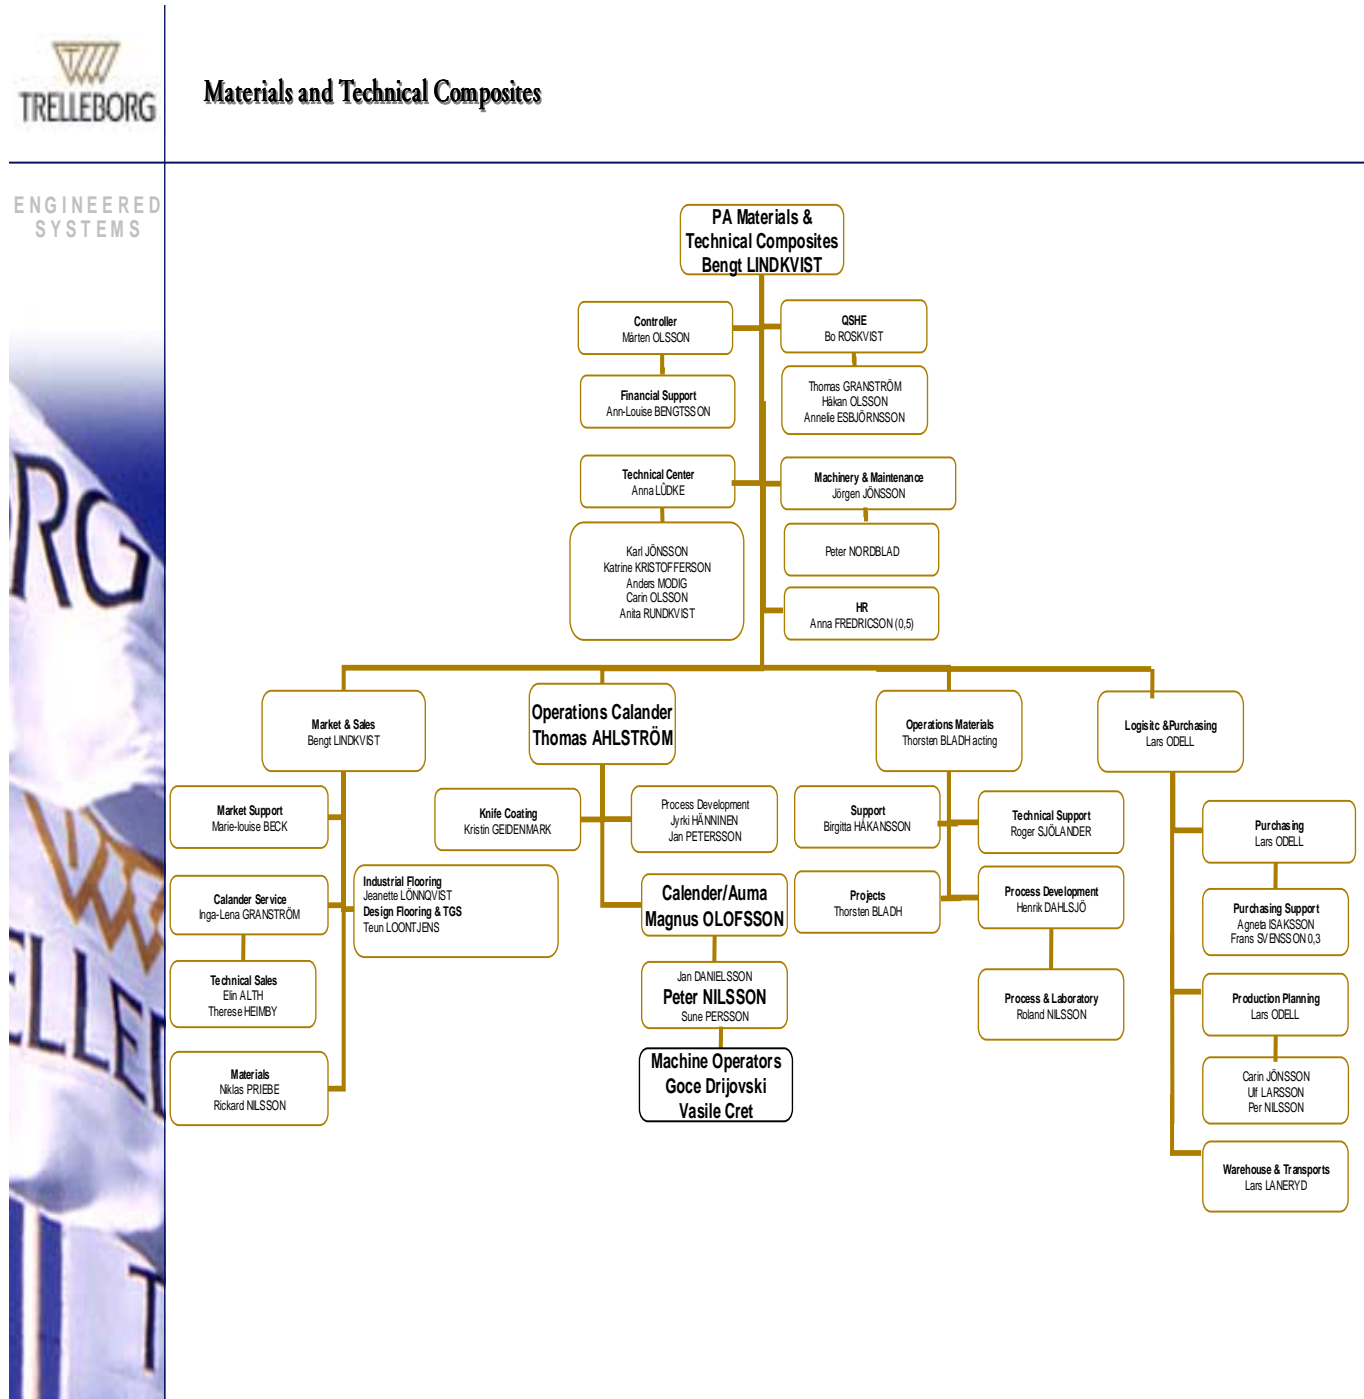 TRELLEBORG
Materials and Technical Composites
ENGINEERED
SYSTEMS
PA Materials &
Technical Composites
Bengt LINDKVIST
Controller
Mårten OLSSON
QSHE
Bo ROSKVIST
Financial Support
Ann-Louise BENGTSSON
Thomas GRANSTRÖM
Håkan OLSSON
Annelie ESBJÖRNSSON
Technical Center
Anna LÛDKE
Machinery & Maintenance
Jörgen JÖNSSON
Karl JÖNSSON
Katrine KRISTOFFERSON
Anders MODIG
Carin OLSSON
Anita RUNDKVIST
Peter NORDBLAD
HR
Anna FREDRICSON (0,5)
Market & Sales
Bengt LINDKVIST
Operations Calander
Thomas AHLSTRÖM
Operations Materials
Thorsten BLADH acting
Logisitc &Purchasing
Lars ODELL
Market Support
Marie-louise BECK
Calander Service
Inga-Lena GRANSTRÖM
Industrial Flooring
Jeanette LÖNNQVIST
Design Flooring & TGS
Teun LOONTJENS
Technical Sales
Elin ALTH
Therese HEIMBY
Materials
Niklas PRIEBE
Rickard NILSSON
Knife Coating
Kristin GEIDENMARK
Process Development
Jyrki HÄNNINEN
Jan PETERSSON
Calender/Auma
Magnus OLOFSSON
Jan DANIELSSON
Peter NILSSON
Sune PERSSON
Machine Operators
Goce Drijovski
Vasile Cret
Support
Birgitta HÅKANSSON
Technical Support
Roger SJÖLANDER
Projects
Thorsten BLADH
Process Development
Henrik DAHLSJÖ
Process & Laboratory
Roland NILSSON
Purchasing
Lars ODELL
Purchasing Support
Agneta ISAKSSON
Frans SVENSSON 0,3
Production Planning
Lars ODELL
Carin JÖNSSON
Ulf LARSSON
Per NILSSON
Warehouse & Transports
Lars LANERYD